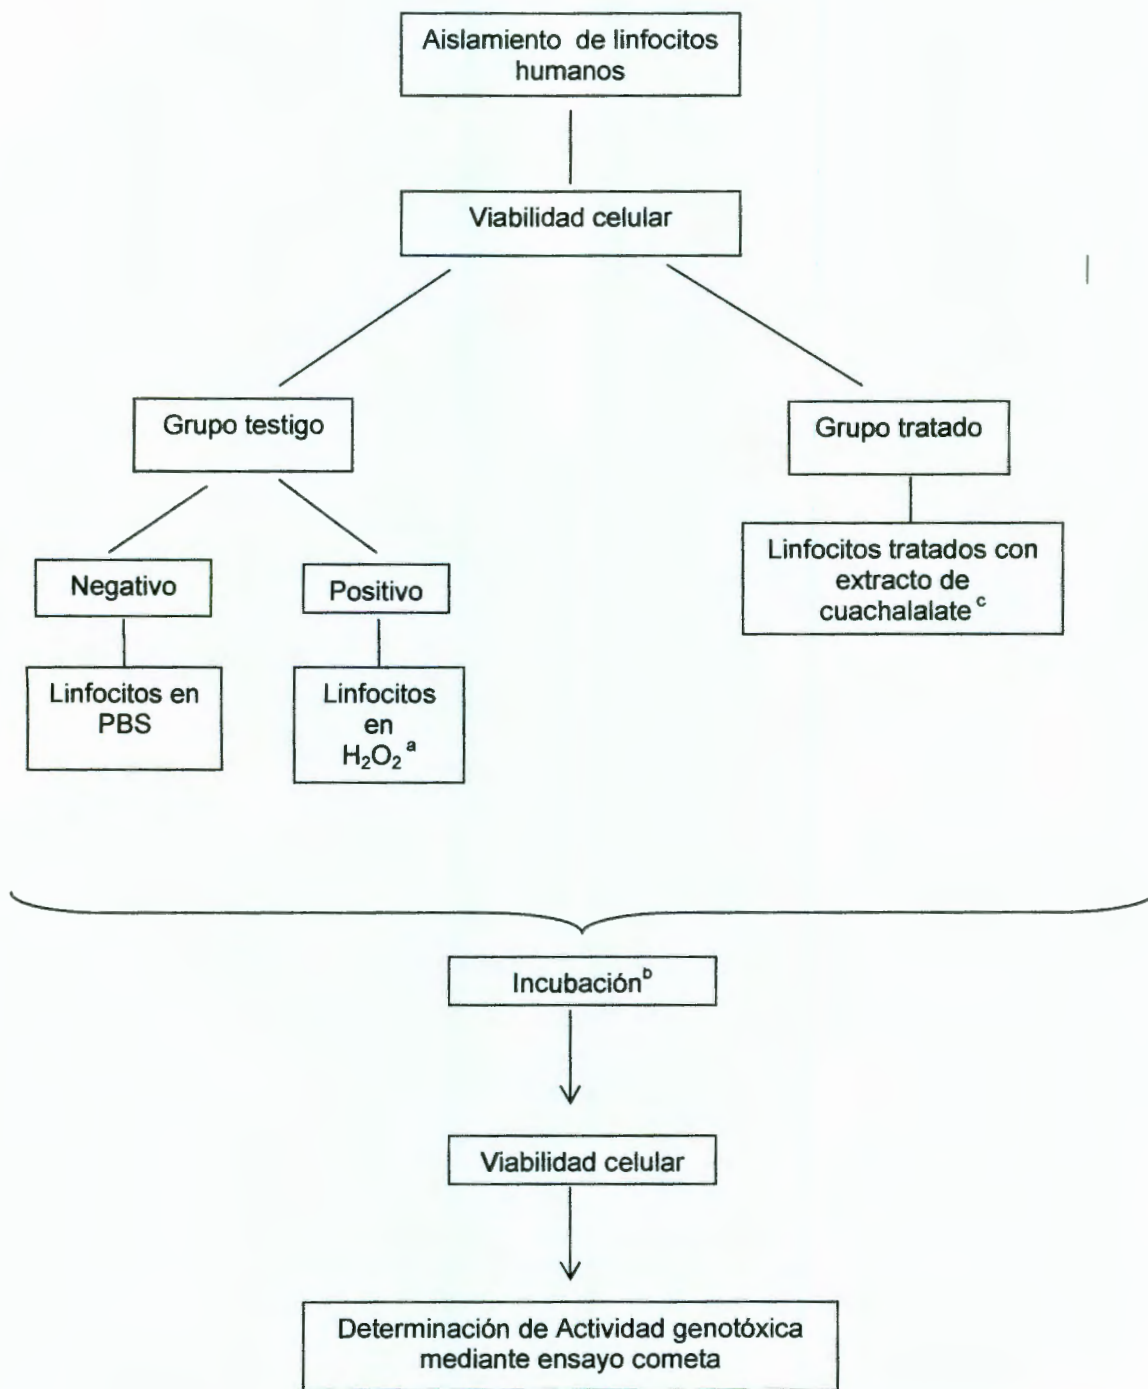 Aislamiento de linfocitos
humanos
Viabilidad celular
Grupo testigo
Grupo tratado
Negativo
Positivo
Linfocitos tratados con
extracto de
cuachalalate c
Linfocitos en
PBS
Linfocitos
en
H₂O₂ a
Incubaciónb
Viabilidad celular
Determinación de Actividad genotóxica
mediante ensayo cometa